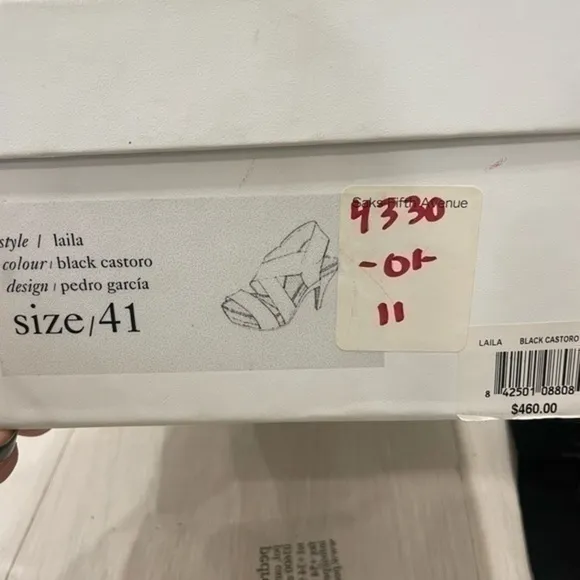 style | laila
colour | black castoro
design | pedro garcía
size/41
Saks Fifth Avenue
4330
-01-
11
LAILA BLACK CASTORO
8 42501 08808
$460.00